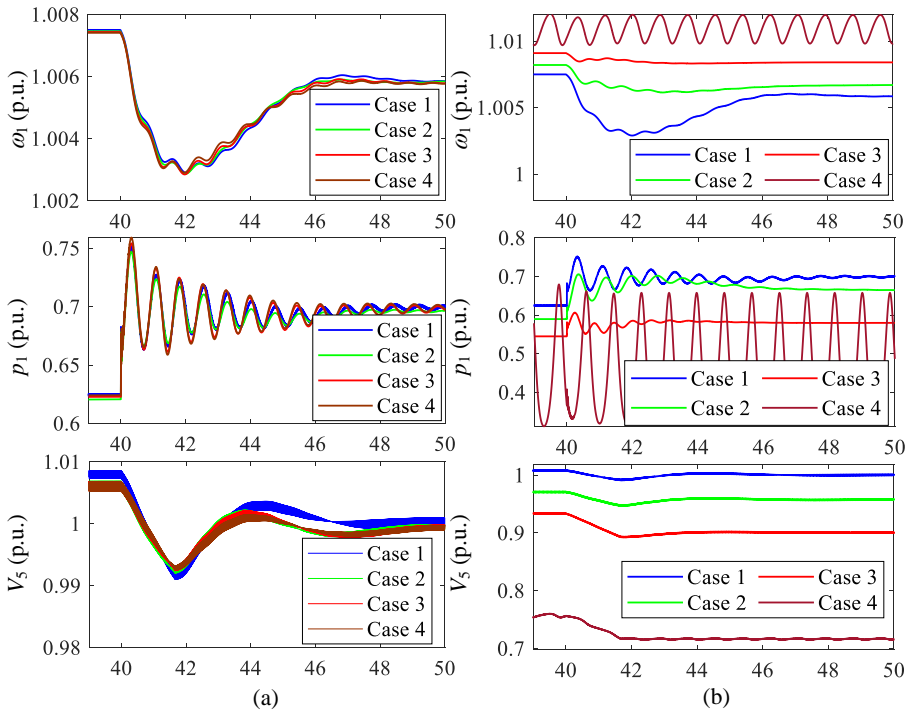 1.008
1.006
1.004
1.002
ω1 (p.u.)
Case 1
Case 2
Case 3
Case 4
40 42 44 46 48 50
0.75
0.7
0.65
0.6
p1 (p.u.)
Case 1
Case 2
Case 3
Case 4
40 42 44 46 48 50
1.01
1
0.99
0.98
V5 (p.u.)
Case 1
Case 2
Case 3
Case 4
40 42 44 46 48 50
(a)
1.01
1.005
1
ω1 (p.u.)
Case 1 Case 3
Case 2 Case 4
40 42 44 46 48 50
0.8
0.7
0.6
0.5
0.4
p1 (p.u.)
Case 1 Case 3
Case 2 Case 4
40 42 44 46 48 50
1
0.9
0.8
0.7
V5 (p.u.)
Case 1 Case 3
Case 2 Case 4
40 42 44 46 48 50
(b)